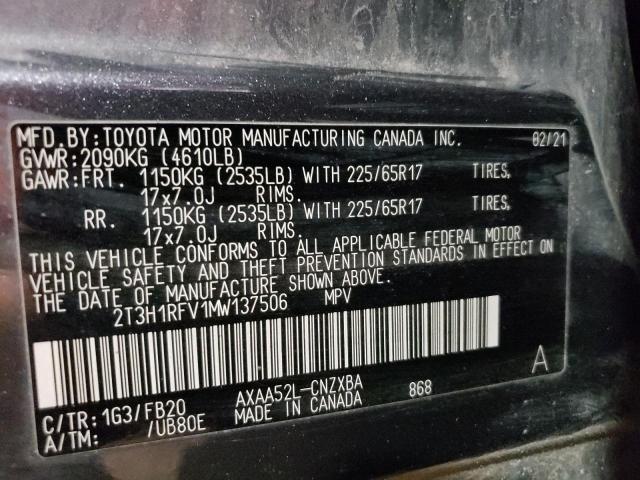 MFD. BY: TOYOTA MOTOR MANUFACTURING CANADA INC. 02/21
GVWR: 2090KG (4610LB)
GAWR: FRT. 1150KG (2535LB) WITH 225/65R17 TIRES,
17x7.0J RIMS.
RR. 1150KG (2535LB) WITH 225/65R17 TIRES,
17x7.0J RIMS.
THIS VEHICLE CONFORMS TO ALL APPLICABLE FEDERAL MOTOR
VEHICLE SAFETY AND THEFT PREVENTION STANDARDS IN EFFECT ON
THE DATE OF MANUFACTURE SHOWN ABOVE.
2T3H1RFV1MW137506 MPV
A
C/TR: 1G3/FB20 AXAA52L-CNZXBA 868
A/TM: /UB80E MADE IN CANADA